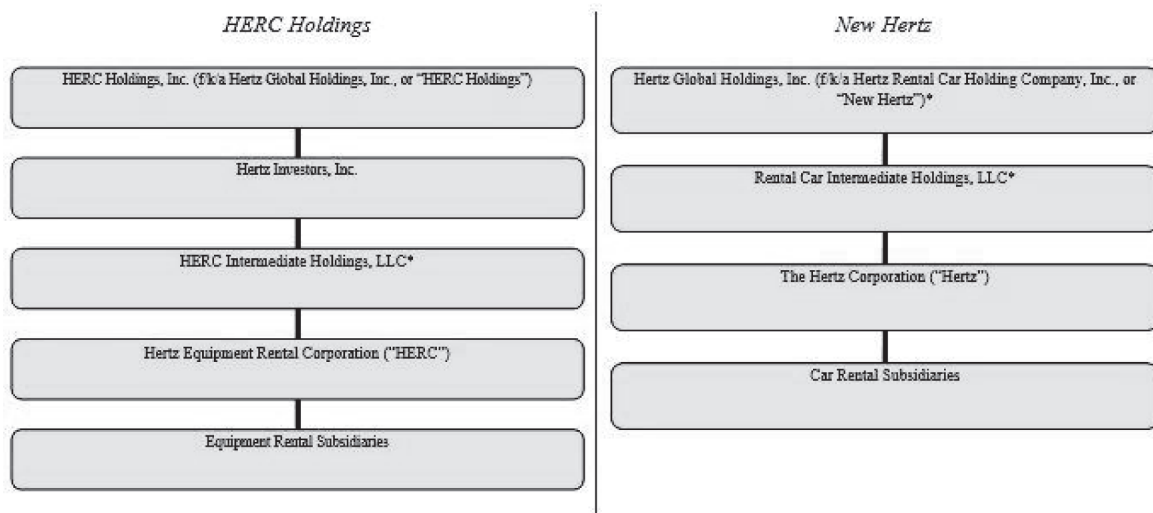 HERC Holdings
HERC Holdings, Inc. (f/k/a Hertz Global Holdings, Inc., or “HERC Holdings”)
Hertz Investors, Inc.
HERC Intermediate Holdings, LLC*
Hertz Equipment Rental Corporation (“HERC”)
Equipment Rental Subsidiaries
New Hertz
Hertz Global Holdings, Inc. (f/k/a Hertz Rental Car Holding Company, Inc., or
“New Hertz”)*
Rental Car Intermediate Holdings, LLC*
The Hertz Corporation (“Hertz”)
Car Rental Subsidiaries